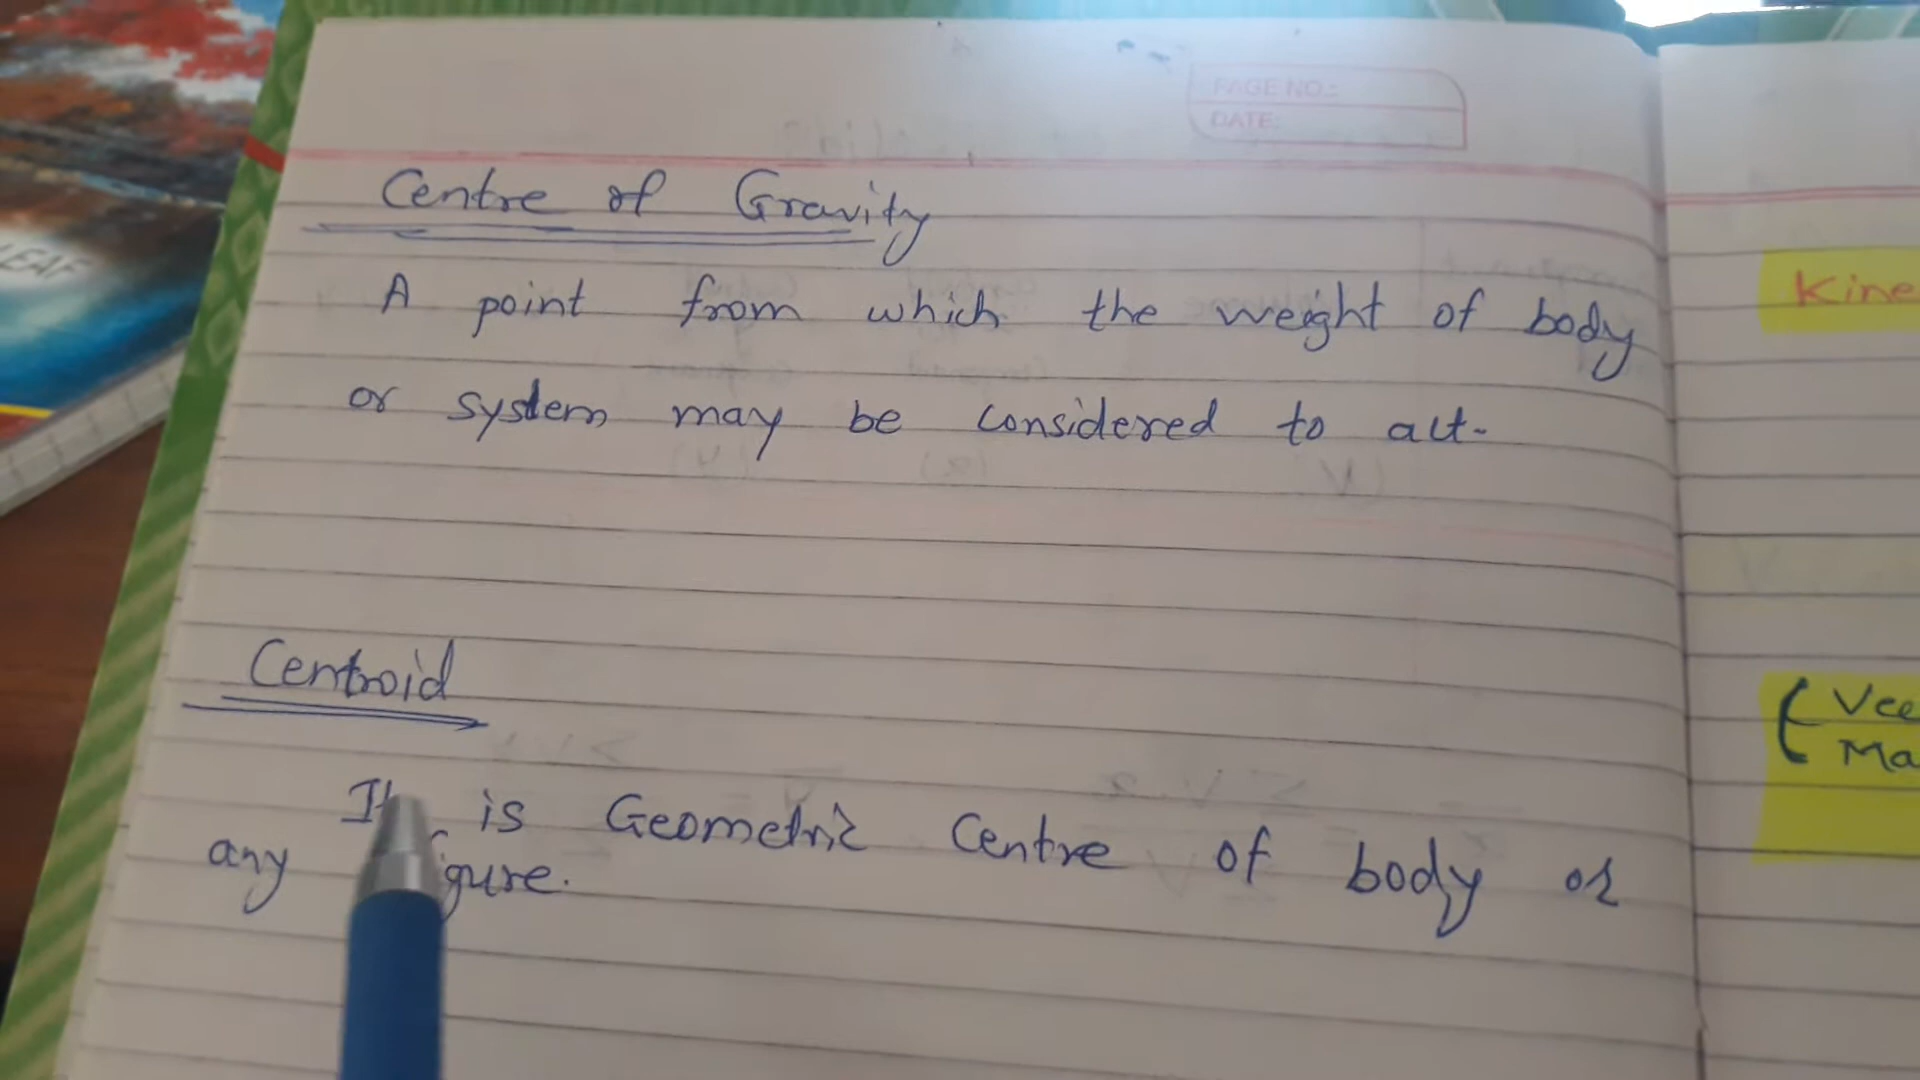 PAGE NO.:
DATE:
Centre of Gravity
A point from which the weight of body
or system may be considered to act.
Centroid
It is Geometric Centre of body or
any figure.
Kine
Vee
Ma
LEAF